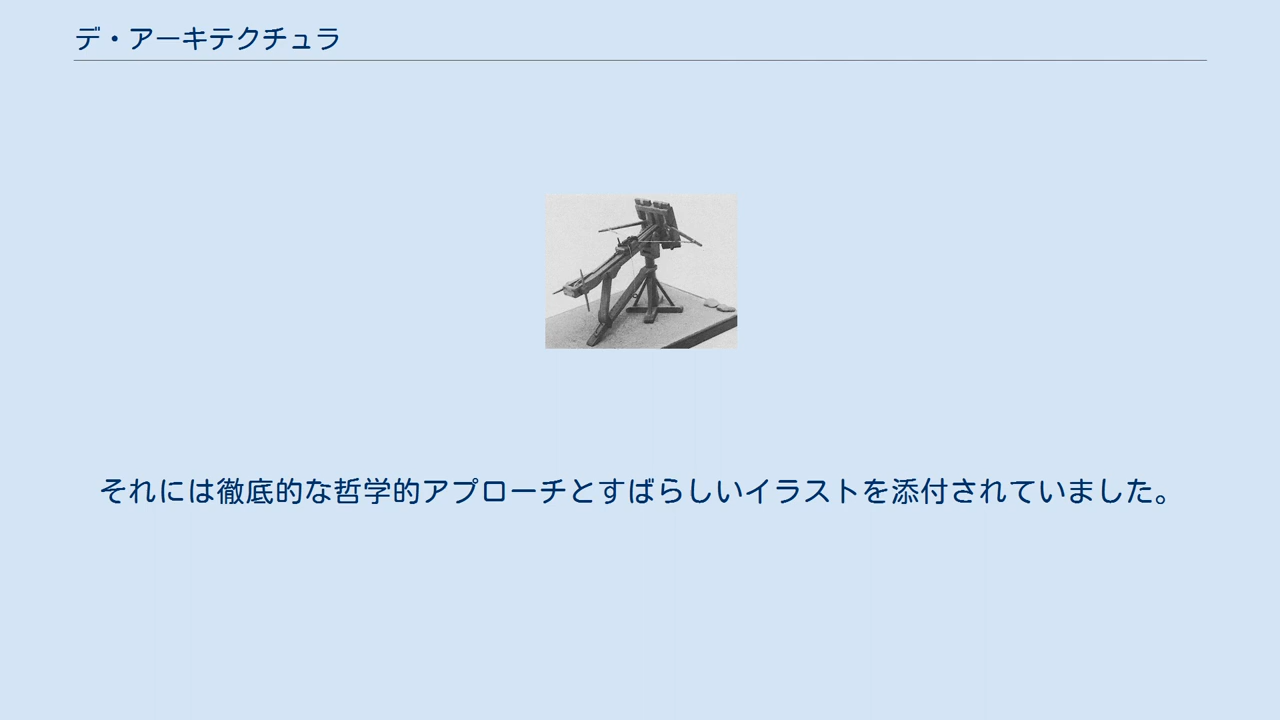 デ・アーキテクチュラ
それには徹底的な哲学的アプローチとすばらしいイラストを添付されていました。